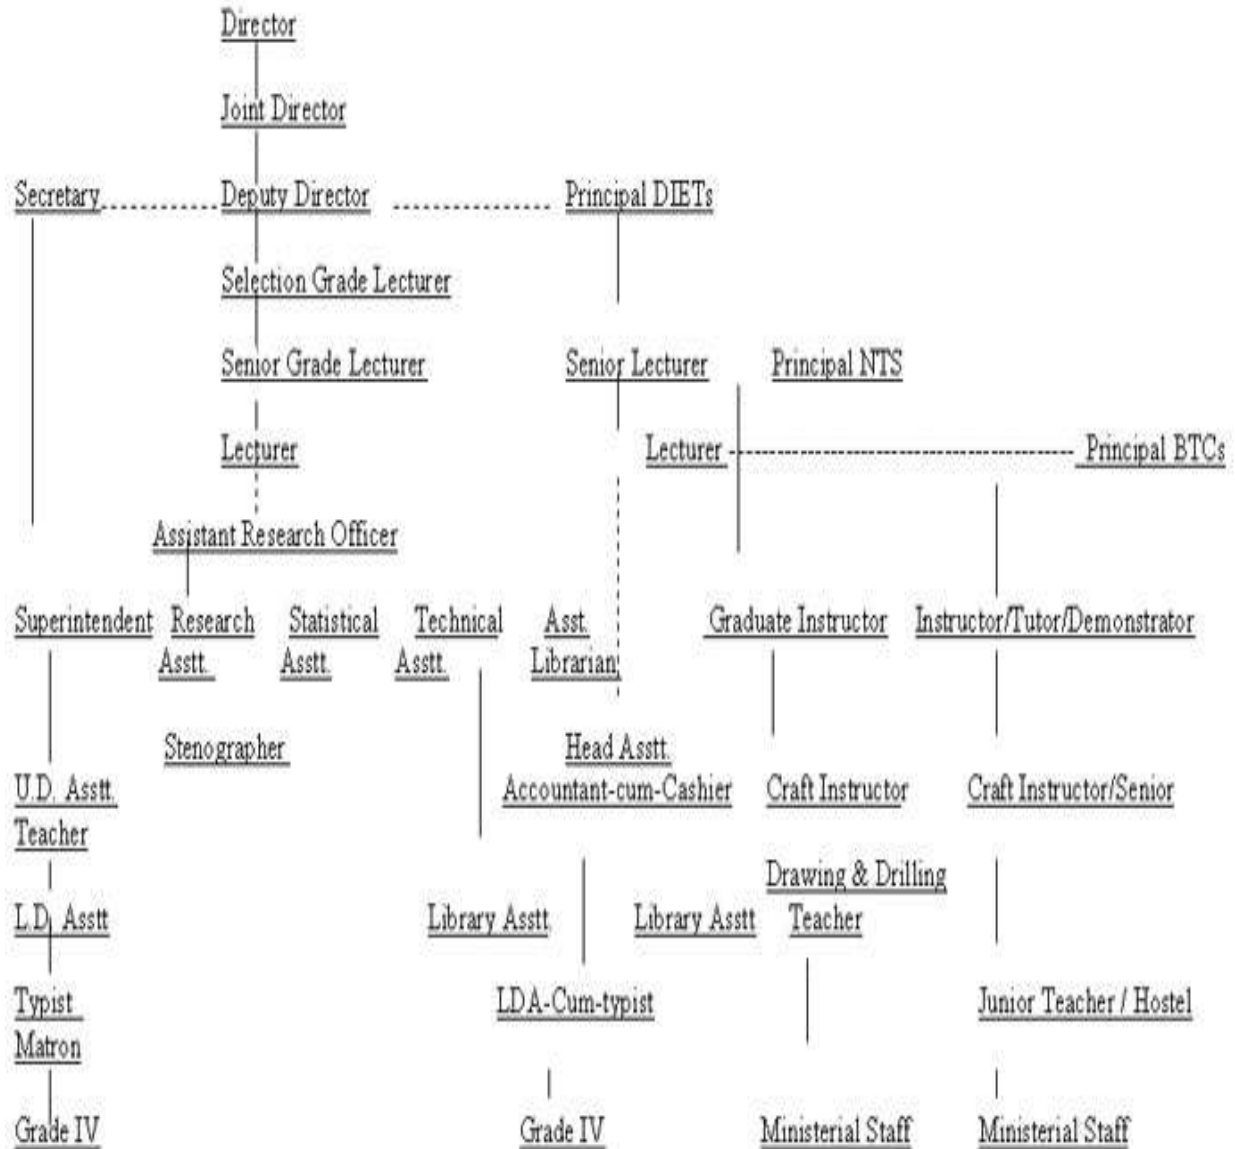 Director
Joint Director
Secretary Deputy Director Principal DIETs
Selection Grade Lecturer
Senior Grade Lecturer Senior Lecturer Principal NTS
Lecturer Lecturer Principal BTCs
Assistant Research Officer
Superintendent Research Statistical Technical Asst. Graduate Instructor Instructor/Tutor/Demonstrator
Asstt. Asstt. Asstt. Librarian
Stenographer Head Asstt.
U.D. Asstt. Accountant-cum-Cashier Craft Instructor Craft Instructor/Senior
Teacher
Drawing & Drilling
L.D. Asstt Library Asstt. Library Asstt Teacher
Typist LDA-Cum-typist Junior Teacher / Hostel
Matron
Grade IV Grade IV Ministerial Staff Ministerial Staff